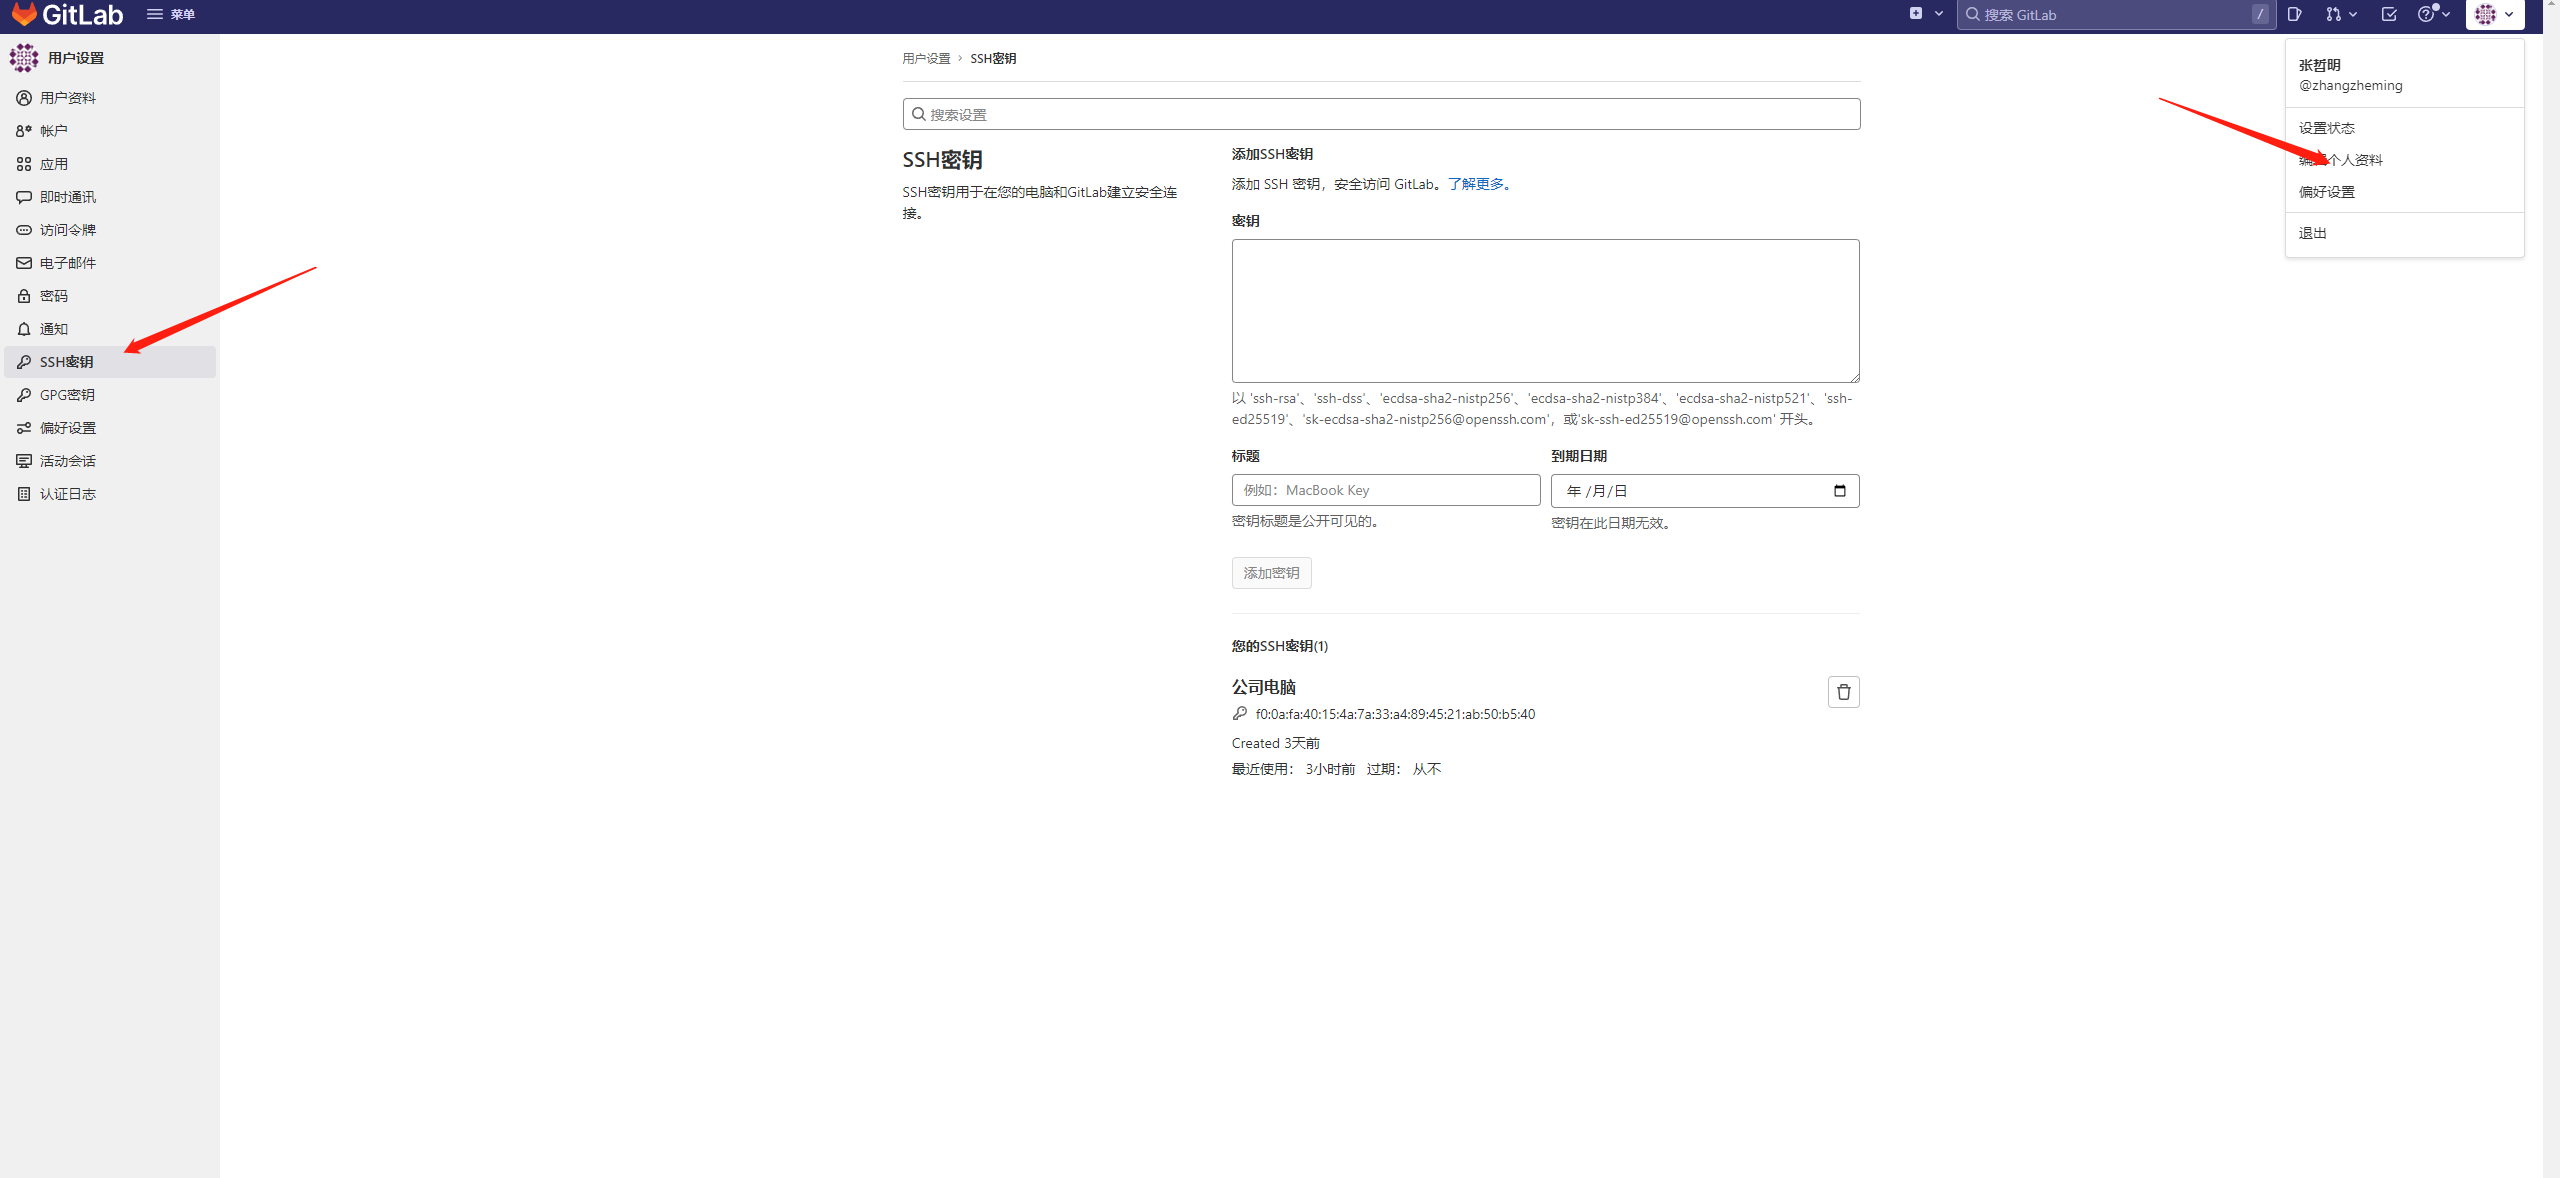 GitLab
菜单
搜索 GitLab
/
用户设置
用户资料
帐户
应用
即时通讯
访问令牌
电子邮件
密码
通知
SSH密钥
GPG密钥
偏好设置
活动会话
认证日志
用户设置 › SSH密钥
搜索设置
SSH密钥
SSH密钥用于在您的电脑和GitLab建立安全连
接。
添加SSH密钥
添加 SSH 密钥，安全访问 GitLab。了解更多。
密钥
以 'ssh-rsa'、'ssh-dss'、'ecdsa-sha2-nistp256'、'ecdsa-sha2-nistp384'、'ecdsa-sha2-nistp521'、'ssh-
ed25519'、'sk-ecdsa-sha2-nistp256@openssh.com'，或'sk-ssh-ed25519@openssh.com' 开头。
标题
到期日期
例如：MacBook Key
年 /月/日
密钥标题是公开可见的。
密钥在此日期无效。
添加密钥
您的SSH密钥(1)
公司电脑
f0:0a:fa:40:15:4a:7a:33:a4:89:45:21:ab:50:b5:40
Created 3天前
最近使用： 3小时前 过期： 从不
张哲明
@zhangzheming
设置状态
个人资料
偏好设置
退出